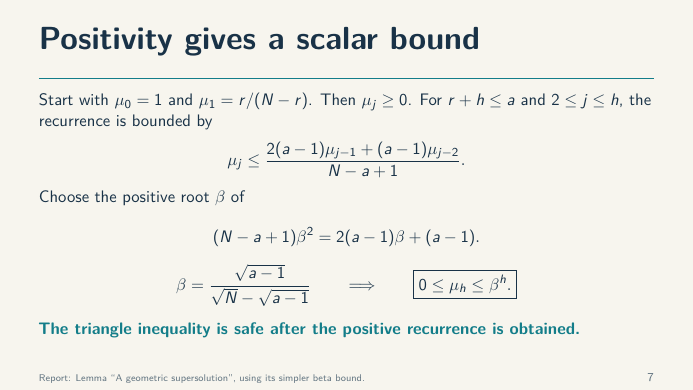 Positivity gives a scalar bound
Start with μ₀ = 1 and μ₁ = r/(N − r). Then μⱼ ≥ 0. For r + h ≤ a and 2 ≤ j ≤ h, the
recurrence is bounded by
μⱼ ≤ (2(a − 1)μⱼ₋₁ + (a − 1)μⱼ₋₂) / (N − a + 1).
Choose the positive root β of
(N − a + 1)β² = 2(a − 1)β + (a − 1).
β = √(a − 1) / (√N − √(a − 1)) ⟹ 0 ≤ μₕ ≤ βʰ.
The triangle inequality is safe after the positive recurrence is obtained.
Report: Lemma “A geometric supersolution”, using its simpler beta bound. 7